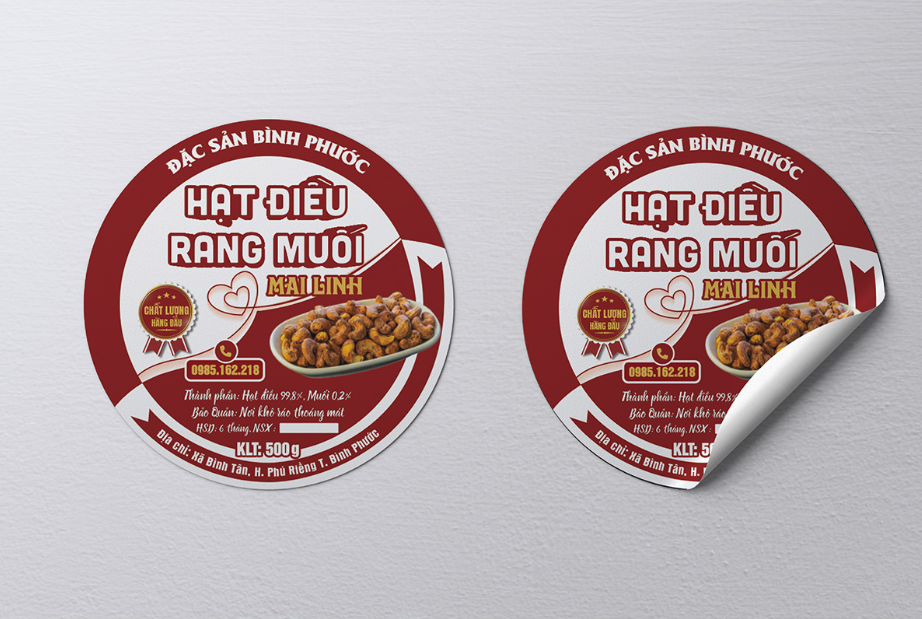 ĐẶC SẢN BÌNH PHƯỚC
HẠT ĐIỀU
RANG MUỐI
MAI LINH
CHẤT LƯỢNG
HÀNG ĐẦU
0985.162.218
Thành phần: Hạt điều 99.8%, Muối 0.2%
Bảo Quản: Nơi khô ráo thoáng mát
HSD: 6 tháng, NSX :
KLT: 500g
Địa chỉ: Xã Bình Tân, H. Phú Riềng T. Bình Phước
ĐẶC SẢN BÌNH PHƯỚC
HẠT ĐIỀU
RANG MUỐI
MAI LINH
CHẤT LƯỢNG
HÀNG ĐẦU
0985.162.218
Thành phần: Hạt điều 99.8%, Muối 0.2%
Bảo Quản: Nơi khô ráo
HSD: 6 tháng, NSX :
KLT:
Địa chỉ: Xã Bình Tân, H. Phú